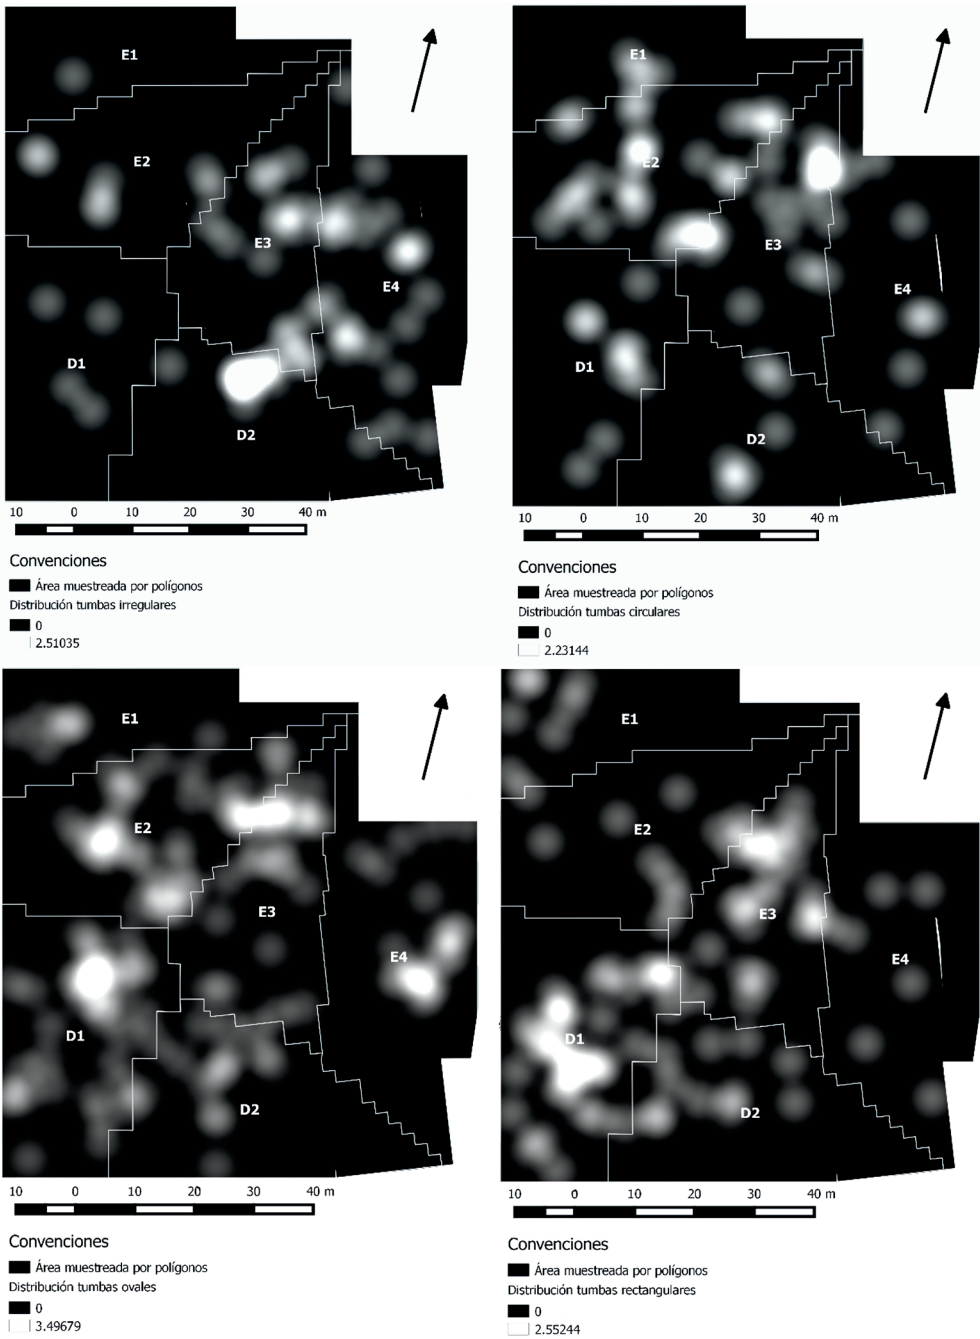 E1
E2
E3
E4
D1
D2
10 0 10 20 30 40 m
Convenciones
Área muestreada por polígonos
Distribución tumbas irregulares
0
2.51035
E1
E2
E3
E4
D1
D2
10 0 10 20 30 40 m
Convenciones
Área muestreada por polígonos
Distribución tumbas circulares
0
2.23144
E1
E2
E3
E4
D1
D2
10 0 10 20 30 40 m
Convenciones
Área muestreada por polígonos
Distribución tumbas ovales
0
3.49679
E1
E2
E3
E4
D1
D2
10 0 10 20 30 40 m
Convenciones
Área muestreada por polígonos
Distribución tumbas rectangulares
0
2.55244